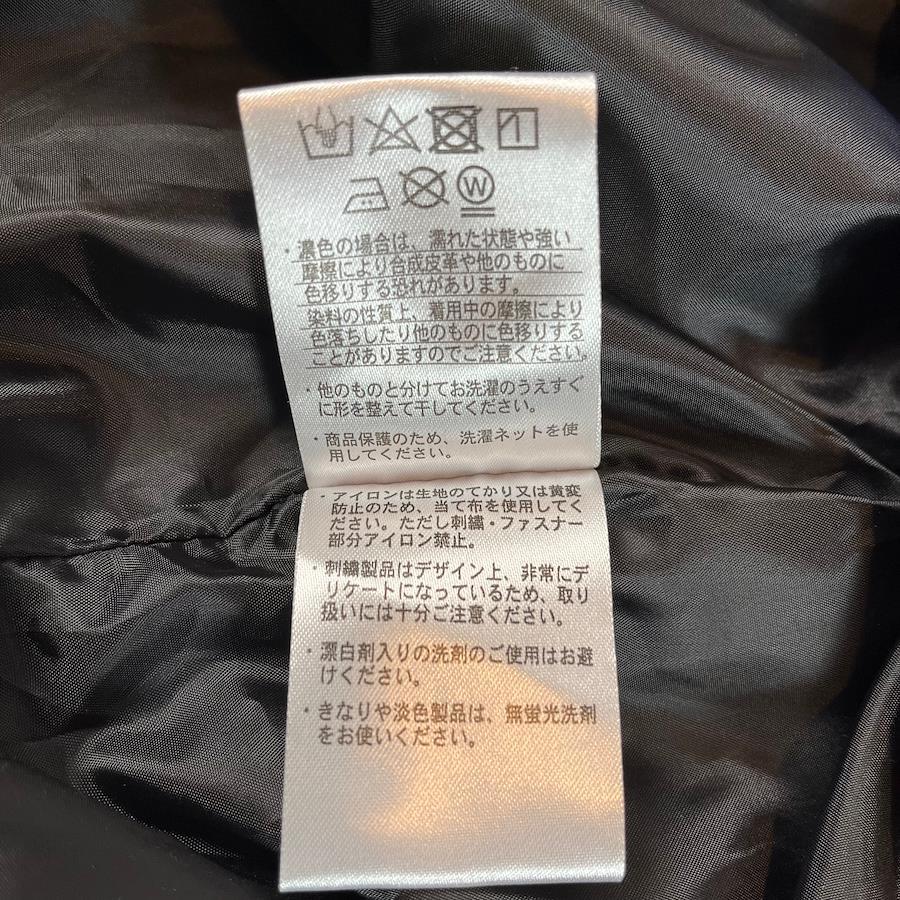 W
・濃色の場合は、濡れた状態や強い
摩擦により合成皮革や他のものに
色移りする恐れがあります。
染料の性質上、着用中の摩擦により
色落ちしたり他のものに色移りする
ことがありますのでご注意ください。
・他のものと分けてお洗濯のうえすぐ
に形を整えて干してください。
・商品保護のため、洗濯ネットを使
用してください。
・アイロンは生地のてかり又は黄変
防止のため、当て布を使用してく
ださい。ただし刺繍・ファスナー
部分アイロン禁止。
・刺繍製品はデザイン上、非常にデ
リケートになっているため、取り
扱いには十分ご注意ください。
・漂白剤入りの洗剤のご使用はお避
けください。
・きなりや淡色製品は、無蛍光洗剤
をお使いください。